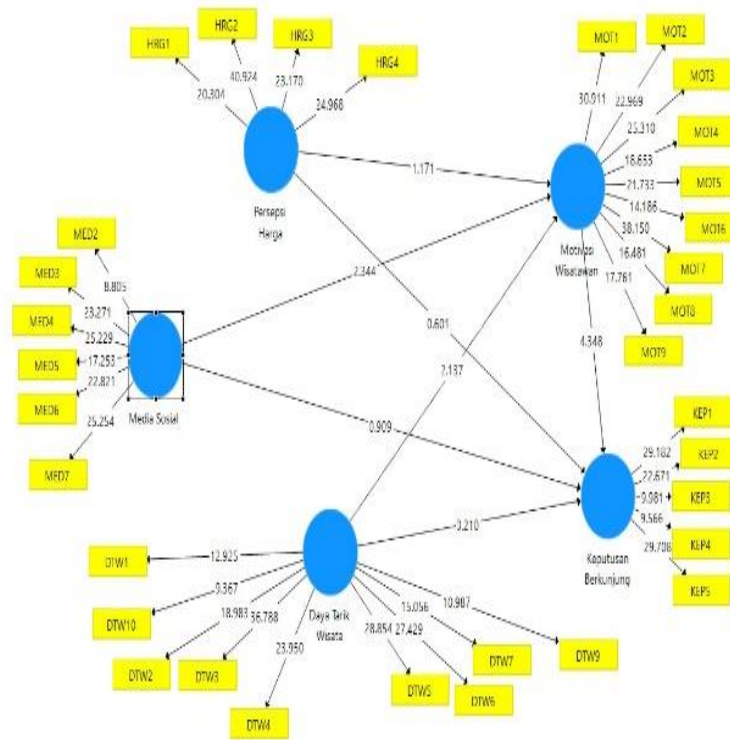 HRG1
HRG2
HRG3
HRG4
20.304
40.924
23.170
24.968
Persepsi
Harga
MOT1
MOT2
MOT3
MOT4
MOT5
MOT6
MOT7
MOT8
MOT9
30.911
22.969
25.310
18.653
21.733
14.186
38.150
16.481
17.761
Motivasi
Wisatawan
1.171
2.344
0.601
2.137
4.348
0.909
3.210
MED2
MED3
MED4
MED5
MED6
MED7
8.805
23.271
25.229
17.253
22.821
25.254
Media Sosial
KEP1
KEP2
KEP3
KEP4
KEP5
29.182
22.671
9.981
9.566
29.708
Keputusan
Berkunjung
DTW1
DTW10
DTW2
DTW3
DTW4
DTW5
DTW6
DTW7
DTW9
12.925
9.367
18.983
36.788
23.950
28.854
27.429
15.056
10.987
Daya Tarik
Wisata